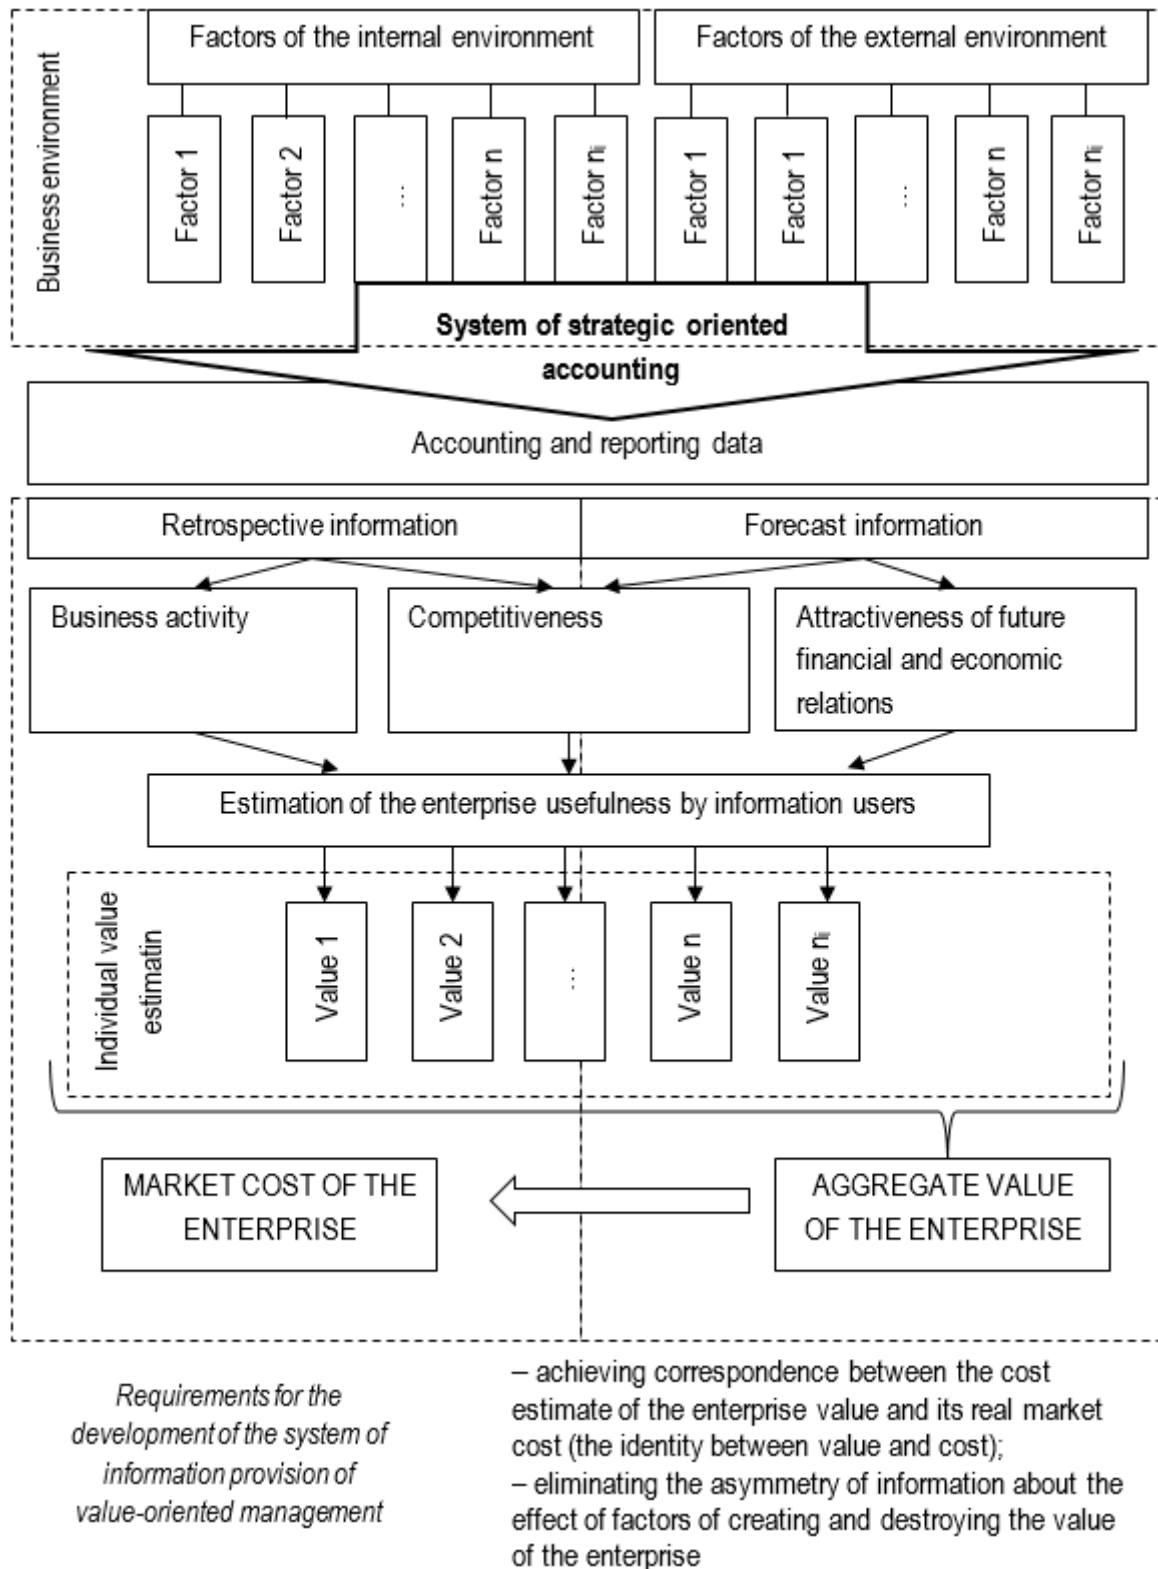 Business environment
Factors of the internal environment
Factors of the external environment
Factor 1
Factor 2
...
Factor n
Factor nᵢ
Factor 1
Factor 1
...
Factor n
Factor nᵢ
System of strategic oriented
accounting
Accounting and reporting data
Retrospective information
Forecast information
Business activity
Competitiveness
Attractiveness of future
financial and economic
relations
Estimation of the enterprise usefulness by information users
Individual value
estimatin
Value 1
Value 2
...
Value n
Value nᵢ
MARKET COST OF THE
ENTERPRISE
AGGREGATE VALUE
OF THE ENTERPRISE
Requirements for the
development of the system of
information provision of
value-oriented management
– achieving correspondence between the cost
estimate of the enterprise value and its real market
cost (the identity between value and cost);
– eliminating the asymmetry of information about the
effect of factors of creating and destroying the value
of the enterprise